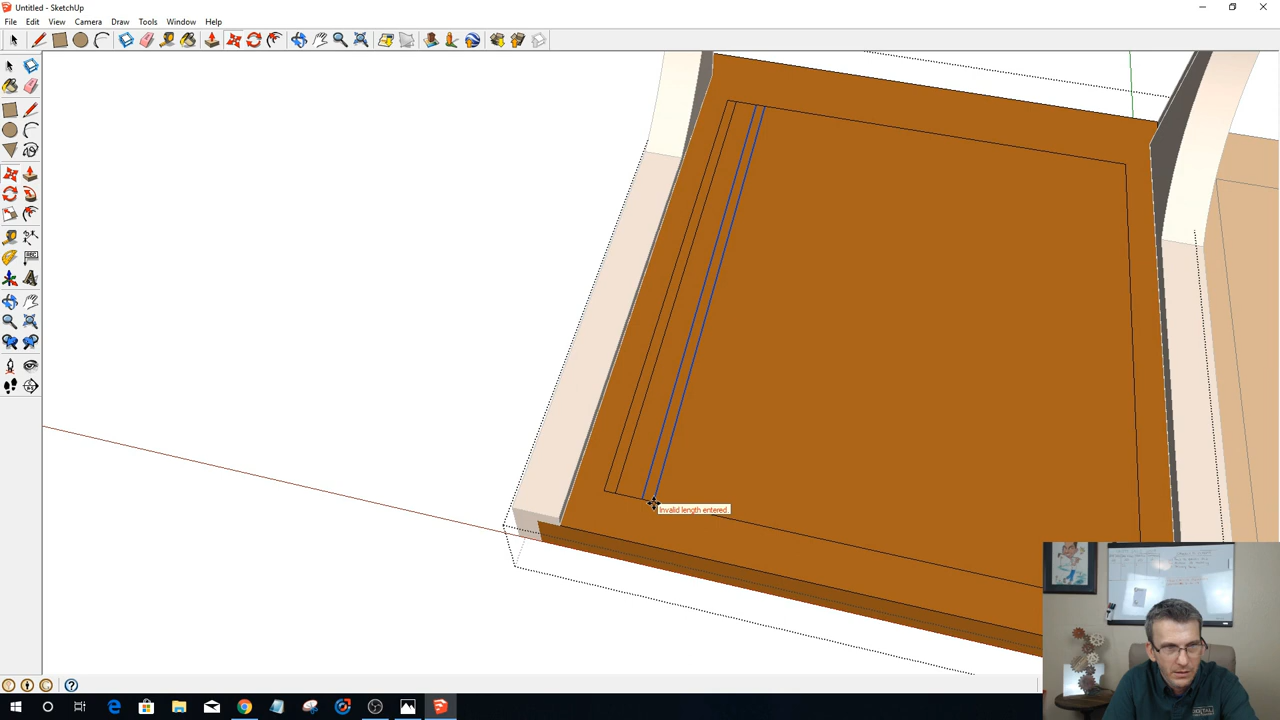 Untitled - SketchUp
File Edit View Camera Draw Tools Window Help
Invalid length entered.